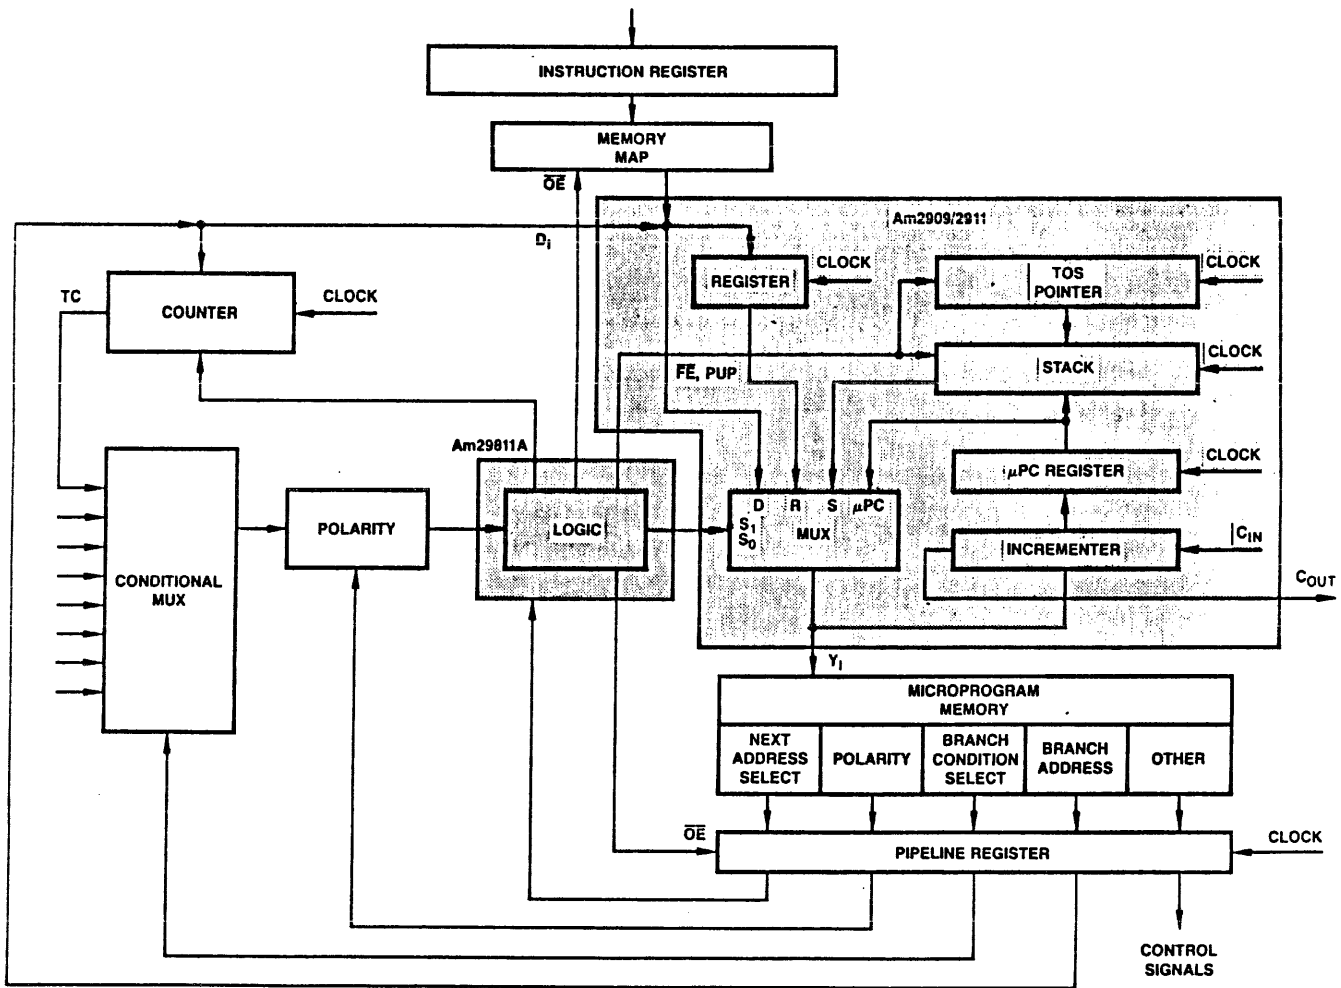 INSTRUCTION REGISTER
MEMORY
MAP
OE
Am2909/2911
Di
REGISTER
CLOCK
TOS
POINTER
CLOCK
TC
COUNTER
CLOCK
STACK
CLOCK
FE, PUP
Am29811A
µPC REGISTER
CLOCK
D R S µPC
S1
S0
MUX
LOGIC
POLARITY
CONDITIONAL
MUX
INCREMENTER
CIN
COUT
Yi
MICROPROGRAM
MEMORY
NEXT
ADDRESS
SELECT
POLARITY
BRANCH
CONDITION
SELECT
BRANCH
ADDRESS
OTHER
OE
PIPELINE REGISTER
CLOCK
CONTROL
SIGNALS